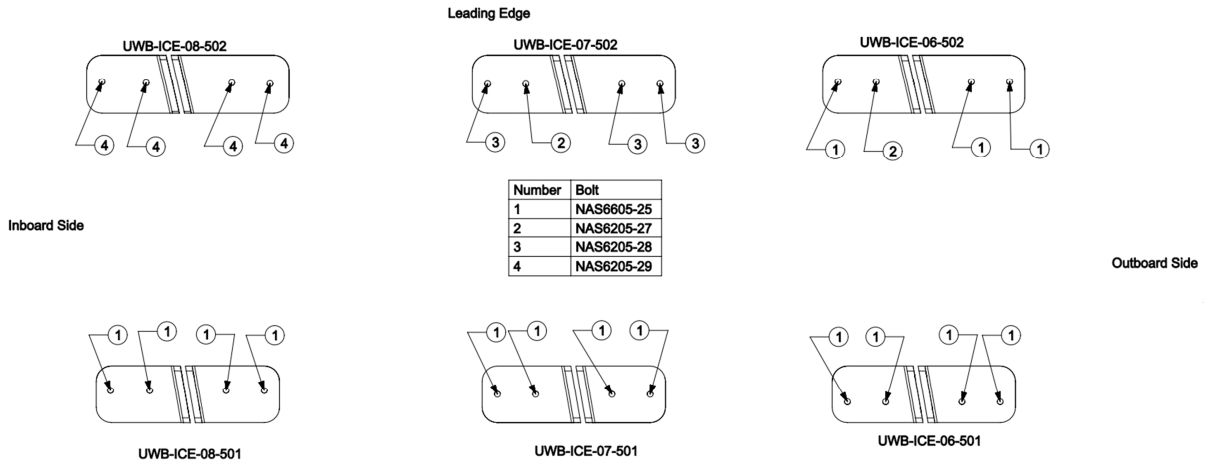 Leading Edge
UWB-ICE-08-502
UWB-ICE-07-502
UWB-ICE-06-502
4 4 4 4
3 2 3 3
1 2 1 1
Number Bolt
1 NAS6605-25
2 NAS6205-27
3 NAS6205-28
4 NAS6205-29
Inboard Side
Outboard Side
1 1 1 1
1 1 1 1
1 1 1 1
UWB-ICE-08-501
UWB-ICE-07-501
UWB-ICE-06-501